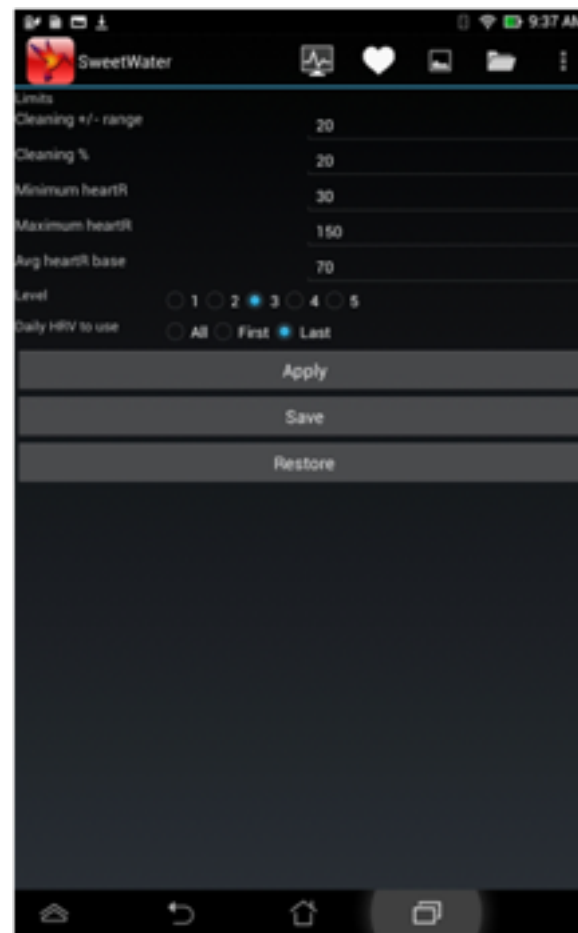 9:37 AM
SweetWater
Limits
Cleaning +/- range 20
Cleaning % 20
Minimum heartR 30
Maximum heartR 150
Avg heartR base 70
Level 1 2 3 4 5
Daily HRV to use All First Last
Apply
Save
Restore